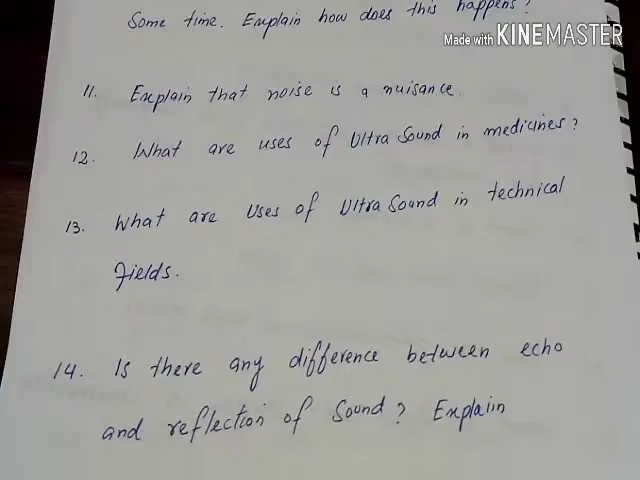 Some time. Explain how does this happens?
Made with KINEMASTER
11. Explain that noise is a nuisance.
12. What are uses of Ultra Sound in medicines?
13. What are Uses of Ultra Sound in technical
Fields.
14. Is there any difference between echo
and reflection of Sound? Explain